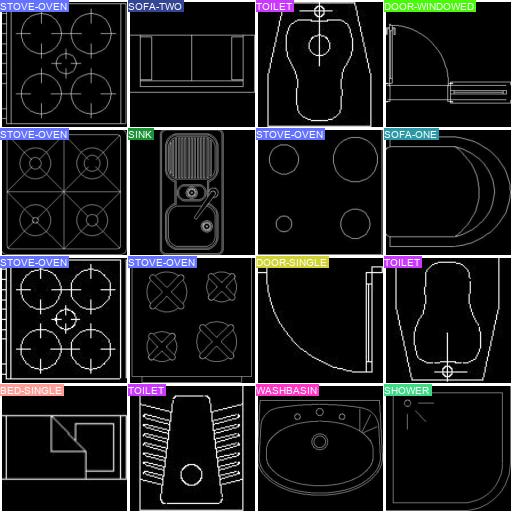 STOVE-OVEN
SOFA-TWO
TOILET
DOOR-WINDOWED
STOVE-OVEN
SINK
STOVE-OVEN
SOFA-ONE
STOVE-OVEN
STOVE-OVEN
DOOR-SINGLE
TOILET
BED-SINGLE
TOILET
WASHBASIN
SHOWER